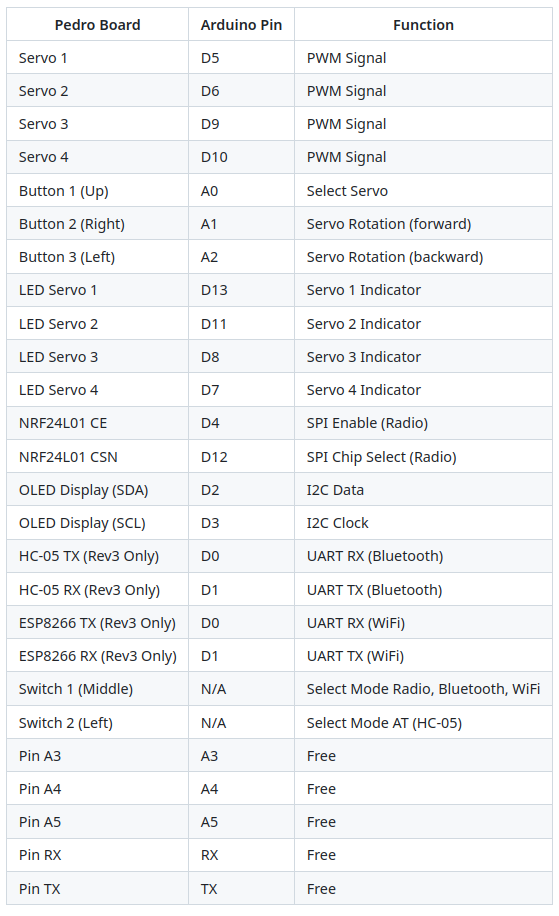 Pedro Board Arduino Pin Function
Servo 1 D5 PWM Signal
Servo 2 D6 PWM Signal
Servo 3 D9 PWM Signal
Servo 4 D10 PWM Signal
Button 1 (Up) A0 Select Servo
Button 2 (Right) A1 Servo Rotation (forward)
Button 3 (Left) A2 Servo Rotation (backward)
LED Servo 1 D13 Servo 1 Indicator
LED Servo 2 D11 Servo 2 Indicator
LED Servo 3 D8 Servo 3 Indicator
LED Servo 4 D7 Servo 4 Indicator
NRF24L01 CE D4 SPI Enable (Radio)
NRF24L01 CSN D12 SPI Chip Select (Radio)
OLED Display (SDA) D2 I2C Data
OLED Display (SCL) D3 I2C Clock
HC-05 TX (Rev3 Only) D0 UART RX (Bluetooth)
HC-05 RX (Rev3 Only) D1 UART TX (Bluetooth)
ESP8266 TX (Rev3 Only) D0 UART RX (WiFi)
ESP8266 RX (Rev3 Only) D1 UART TX (WiFi)
Switch 1 (Middle) N/A Select Mode Radio, Bluetooth, WiFi
Switch 2 (Left) N/A Select Mode AT (HC-05)
Pin A3 A3 Free
Pin A4 A4 Free
Pin A5 A5 Free
Pin RX RX Free
Pin TX TX Free